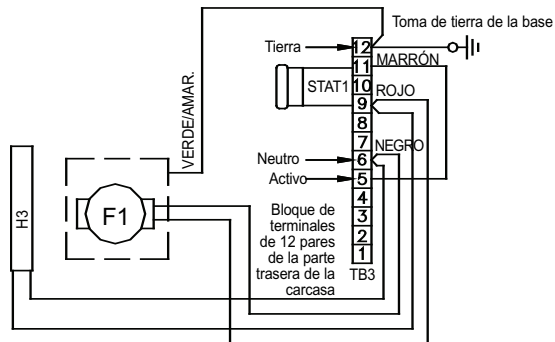 Toma de tierra de la base
Tierra
12
MARRÓN
11
STAT1
10
ROJO
9
8
7
NEGRO
Neutro
6
Activo
5
4
3
2
1
TB3
Bloque de
terminales
de 12 pares
de la parte
trasera de la
carcasa
VERDE/AMAR.
H3
F1